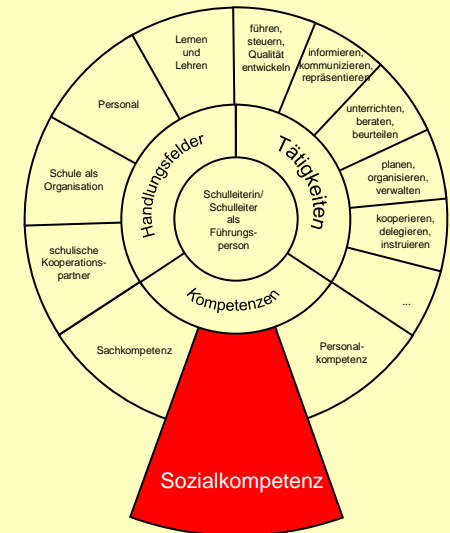 Lernen
und
Lehren
führen,
steuern,
Qualität
entwickeln
informieren,
kommunizieren,
repräsentieren
Personal
unterrichten,
beraten,
beurteilen
Handlungsfelder
Tätigkeiten
Schule als
Organisation
planen,
organisieren,
verwalten
Schulleiterin/
Schulleiter
als
Führungs-
person
kooperieren,
delegieren,
instruieren
schulische
Kooperations-
partner
Kompetenzen
...
Sachkompetenz
Personal-
kompetenz
Sozialkompetenz